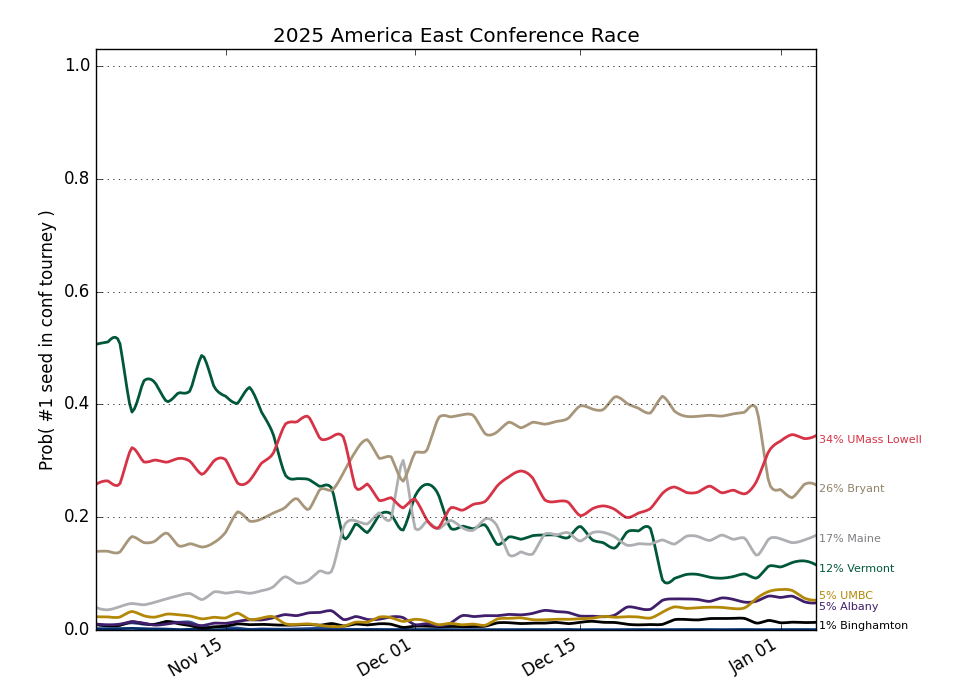 2025 America East Conference Race
Prob( #1 seed in conf tourney )
1.0
0.8
0.6
0.4
0.2
0.0
34% UMass Lowell
26% Bryant
17% Maine
12% Vermont
5% UMBC
5% Albany
1% Binghamton
Nov 15
Dec 01
Dec 15
Jan 01